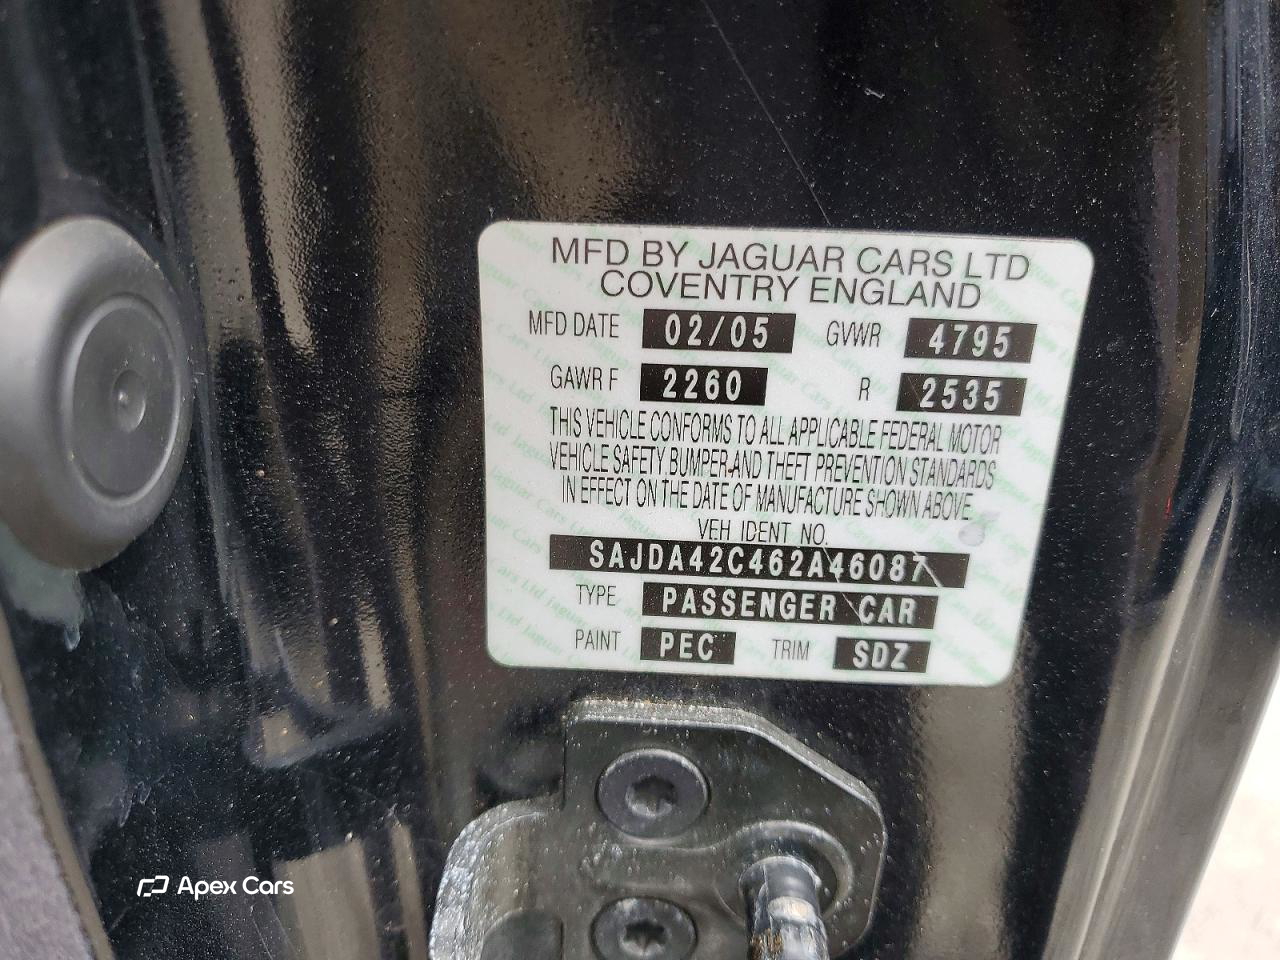 MFD BY JAGUAR CARS LTD
COVENTRY ENGLAND
MFD DATE 02/05 GVWR 4795
GAWR F 2260 R 2535
THIS VEHICLE CONFORMS TO ALL APPLICABLE FEDERAL MOTOR
VEHICLE SAFETY BUMPER AND THEFT PREVENTION STANDARDS
IN EFFECT ON THE DATE OF MANUFACTURE SHOWN ABOVE
VEH IDENT NO.
SAJDA42C462A46087
TYPE PASSENGER CAR
PAINT PEC TRIM SDZ
Apex Cars